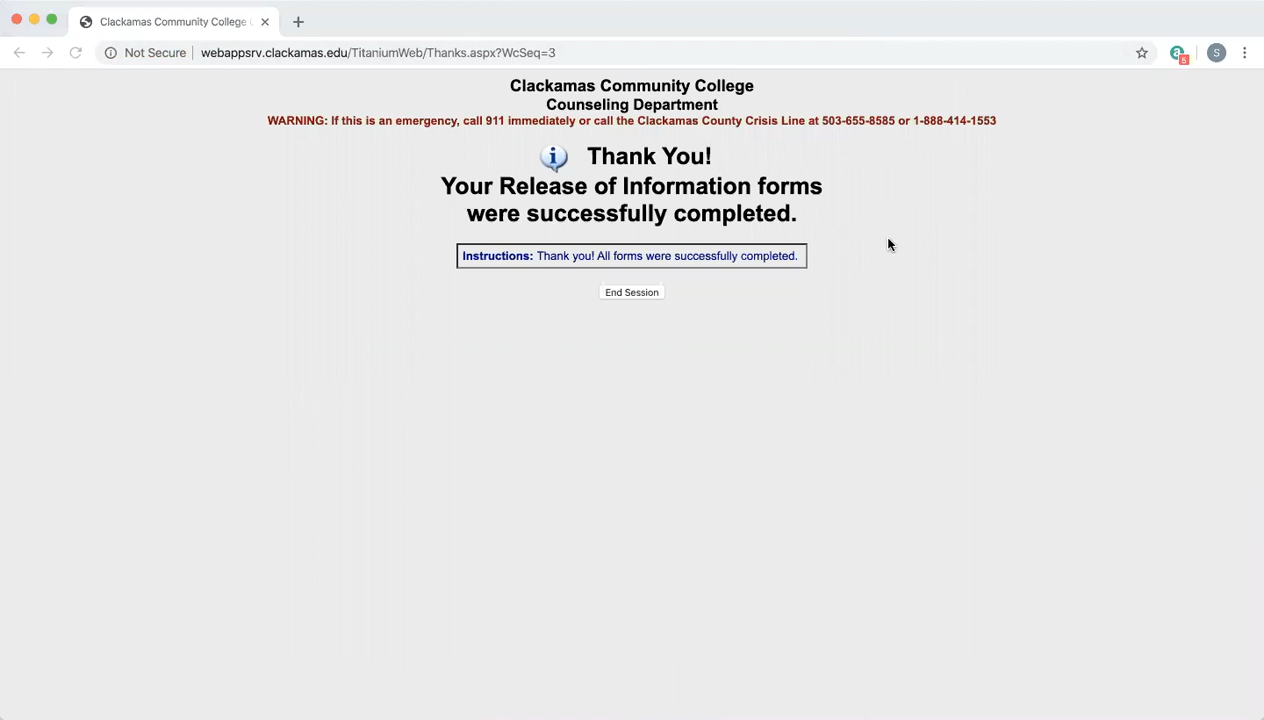 Clackamas Community College
Not Secure webappsrv.clackamas.edu/TitaniumWeb/Thanks.aspx?WcSeq=3
5
S
Clackamas Community College
Counseling Department
WARNING: If this is an emergency, call 911 immediately or call the Clackamas County Crisis Line at 503-655-8585 or 1-888-414-1553
Thank You!
Your Release of Information forms
were successfully completed.
Instructions: Thank you! All forms were successfully completed.
End Session